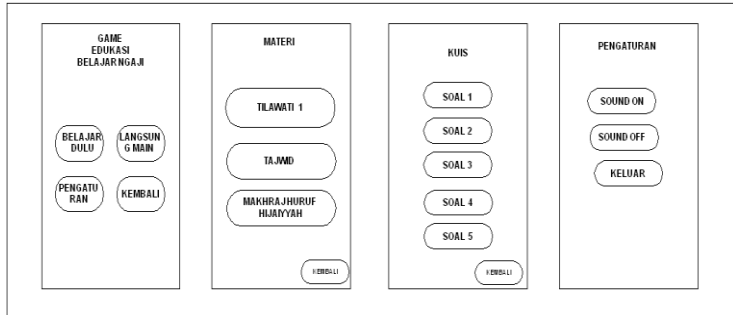 GAME
EDUKASI
BELAJAR NGAJI
BELAJAR
DULU
LANGSUN
G MAIN
PENGATU
RAN
KEMBALI
MATERI
TILAWATI 1
TAJWID
MAKHRAJ HURUF
HIJAIYYAH
KEMBALI
KUIS
SOAL 1
SOAL 2
SOAL 3
SOAL 4
SOAL 5
KEMBALI
PENGATURAN
SOUND ON
SOUND OFF
KELUAR